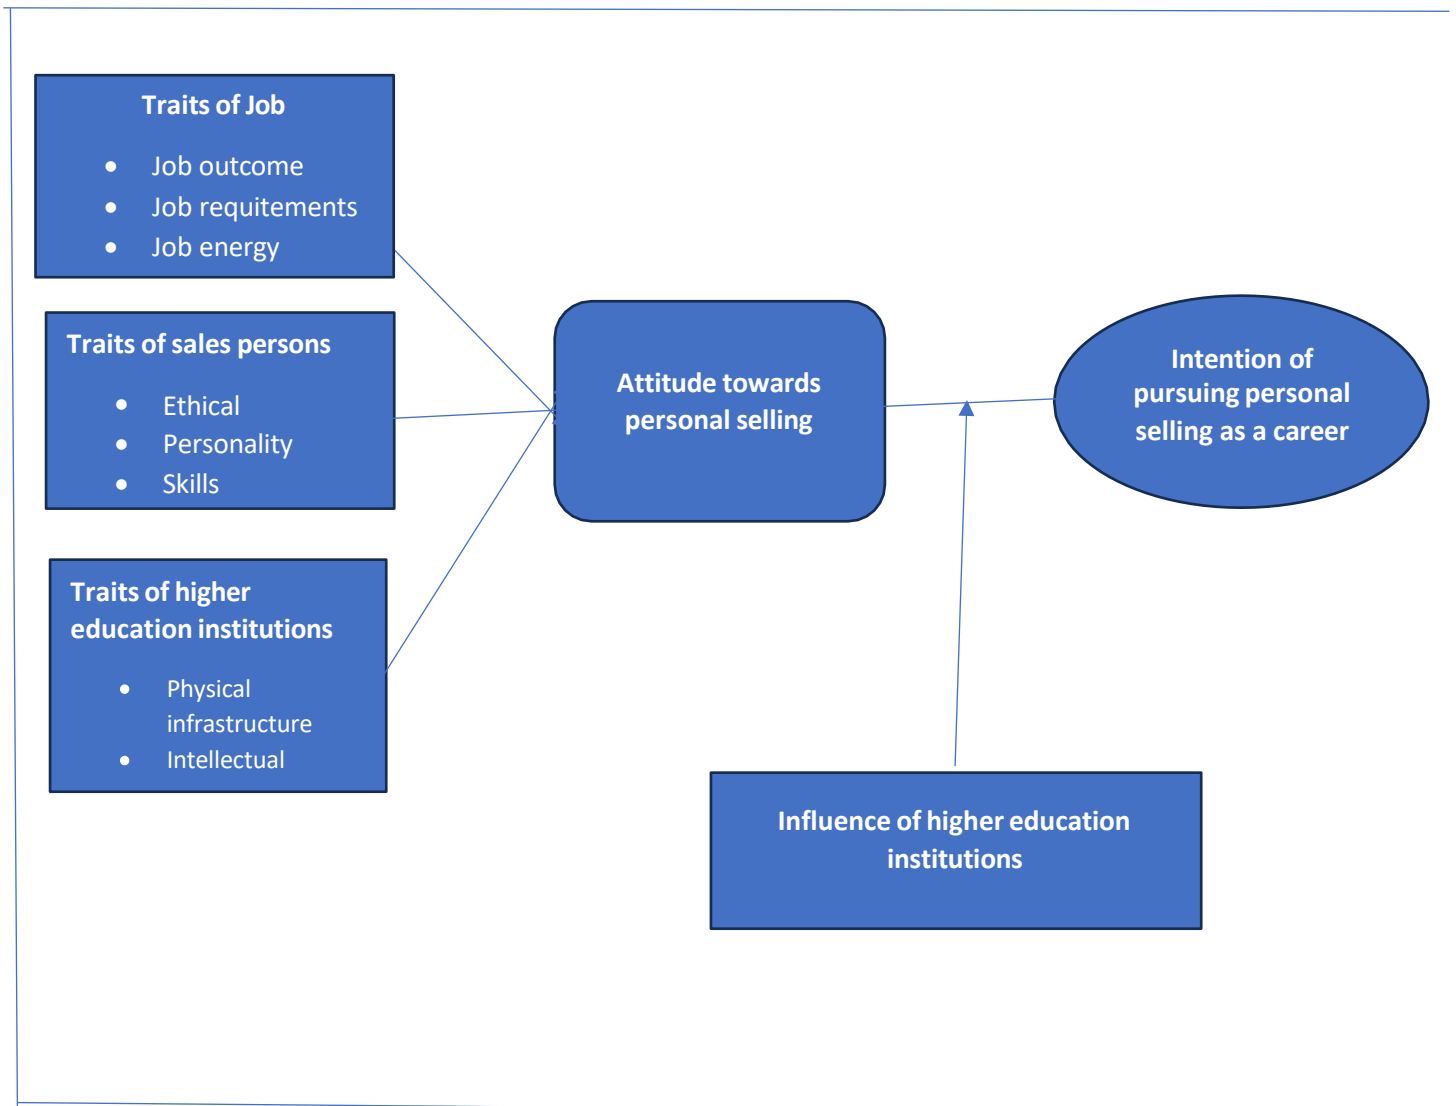 Traits of Job
• Job outcome
• Job requitements
• Job energy
Traits of sales persons
• Ethical
• Personality
• Skills
Traits of higher
education institutions
• Physical
infrastructure
• Intellectual
Attitude towards
personal selling
Intention of
pursuing personal
selling as a career
Influence of higher education
institutions